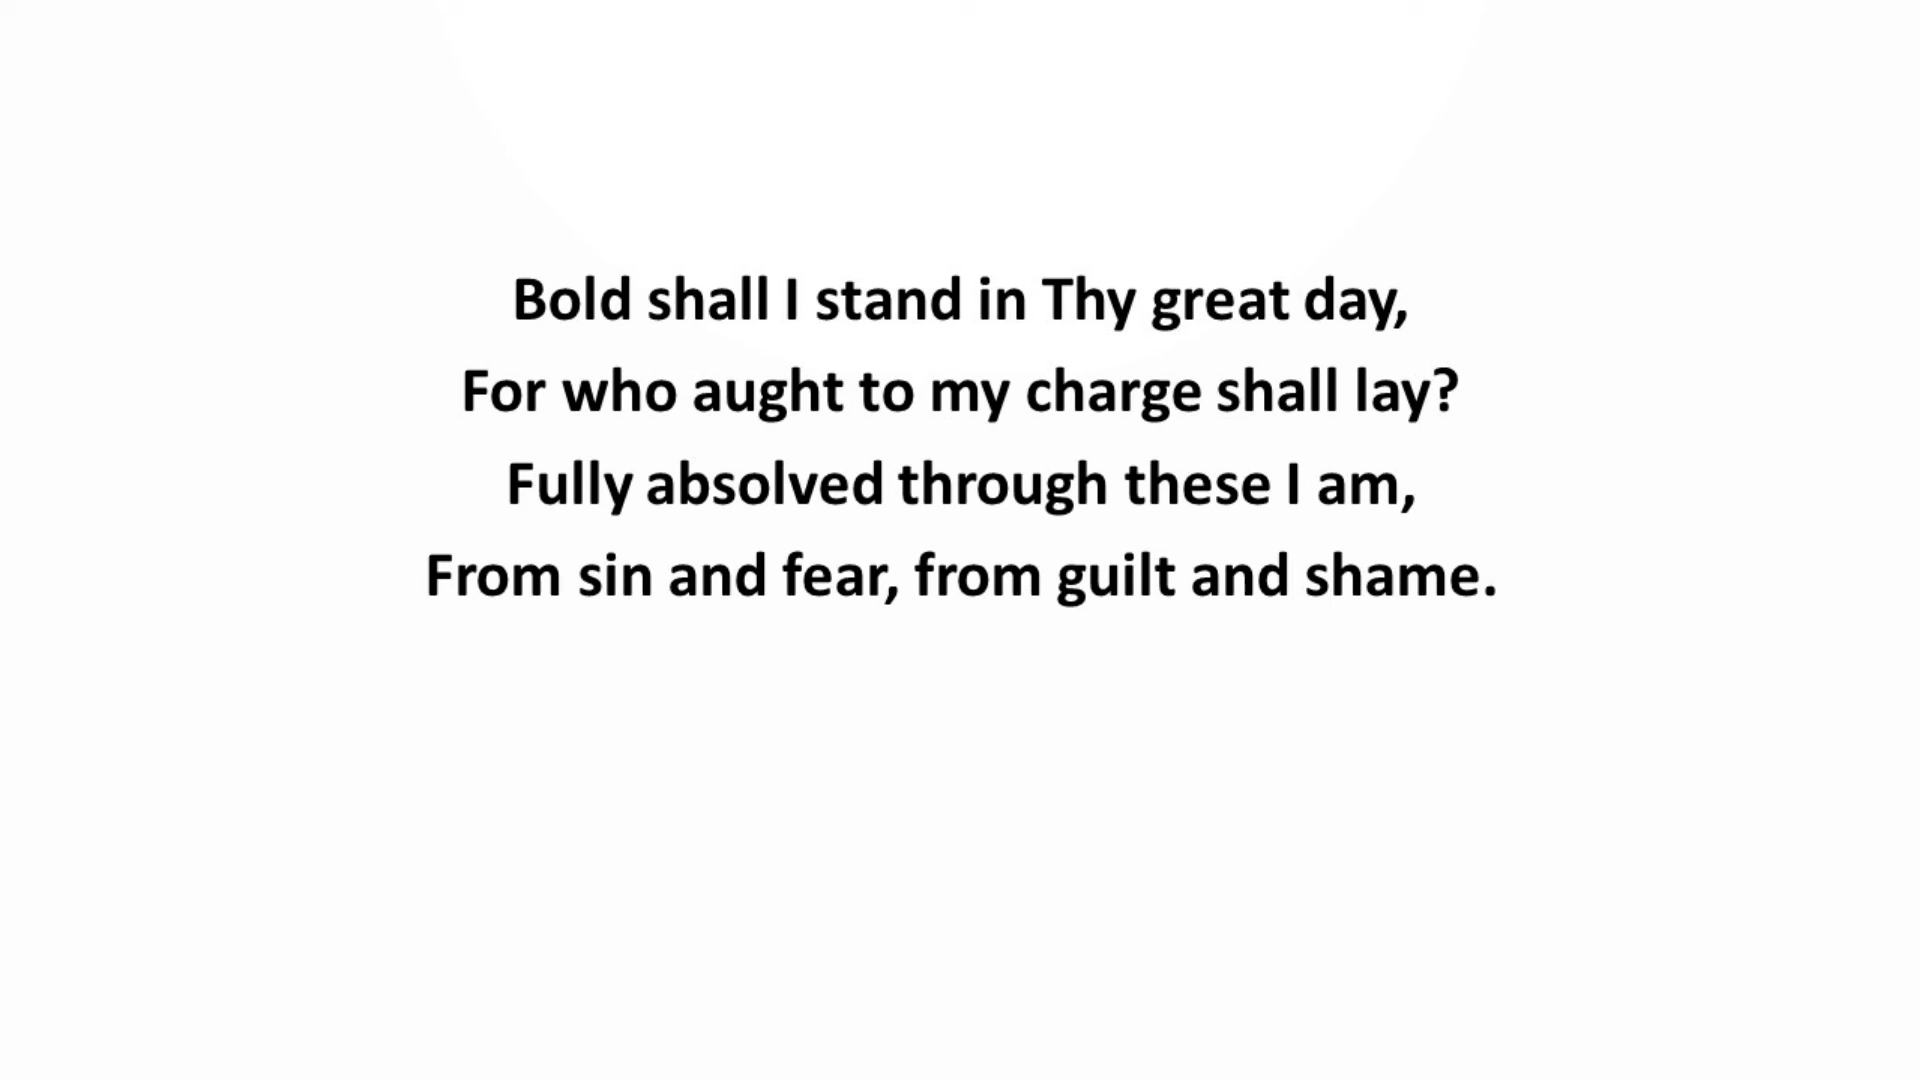 Bold shall I stand in Thy great day,
For who aught to my charge shall lay?
Fully absolved through these I am,
From sin and fear, from guilt and shame.